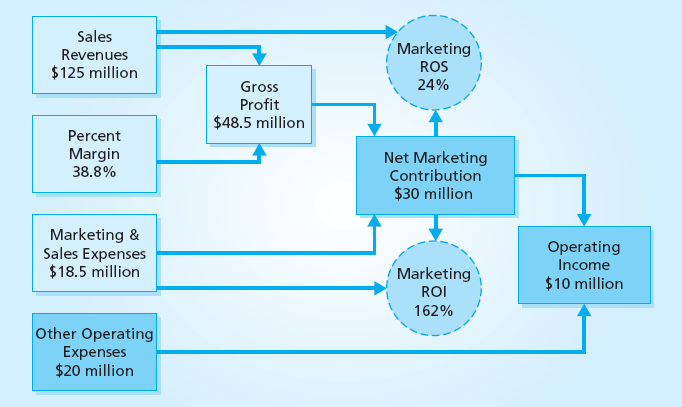 Sales
Revenues
$125 million
Marketing
ROS
24%
Gross
Profit
$48.5 million
Percent
Margin
38.8%
Net Marketing
Contribution
$30 million
Marketing &
Sales Expenses
$18.5 million
Marketing
ROI
162%
Operating
Income
$10 million
Other Operating
Expenses
$20 million